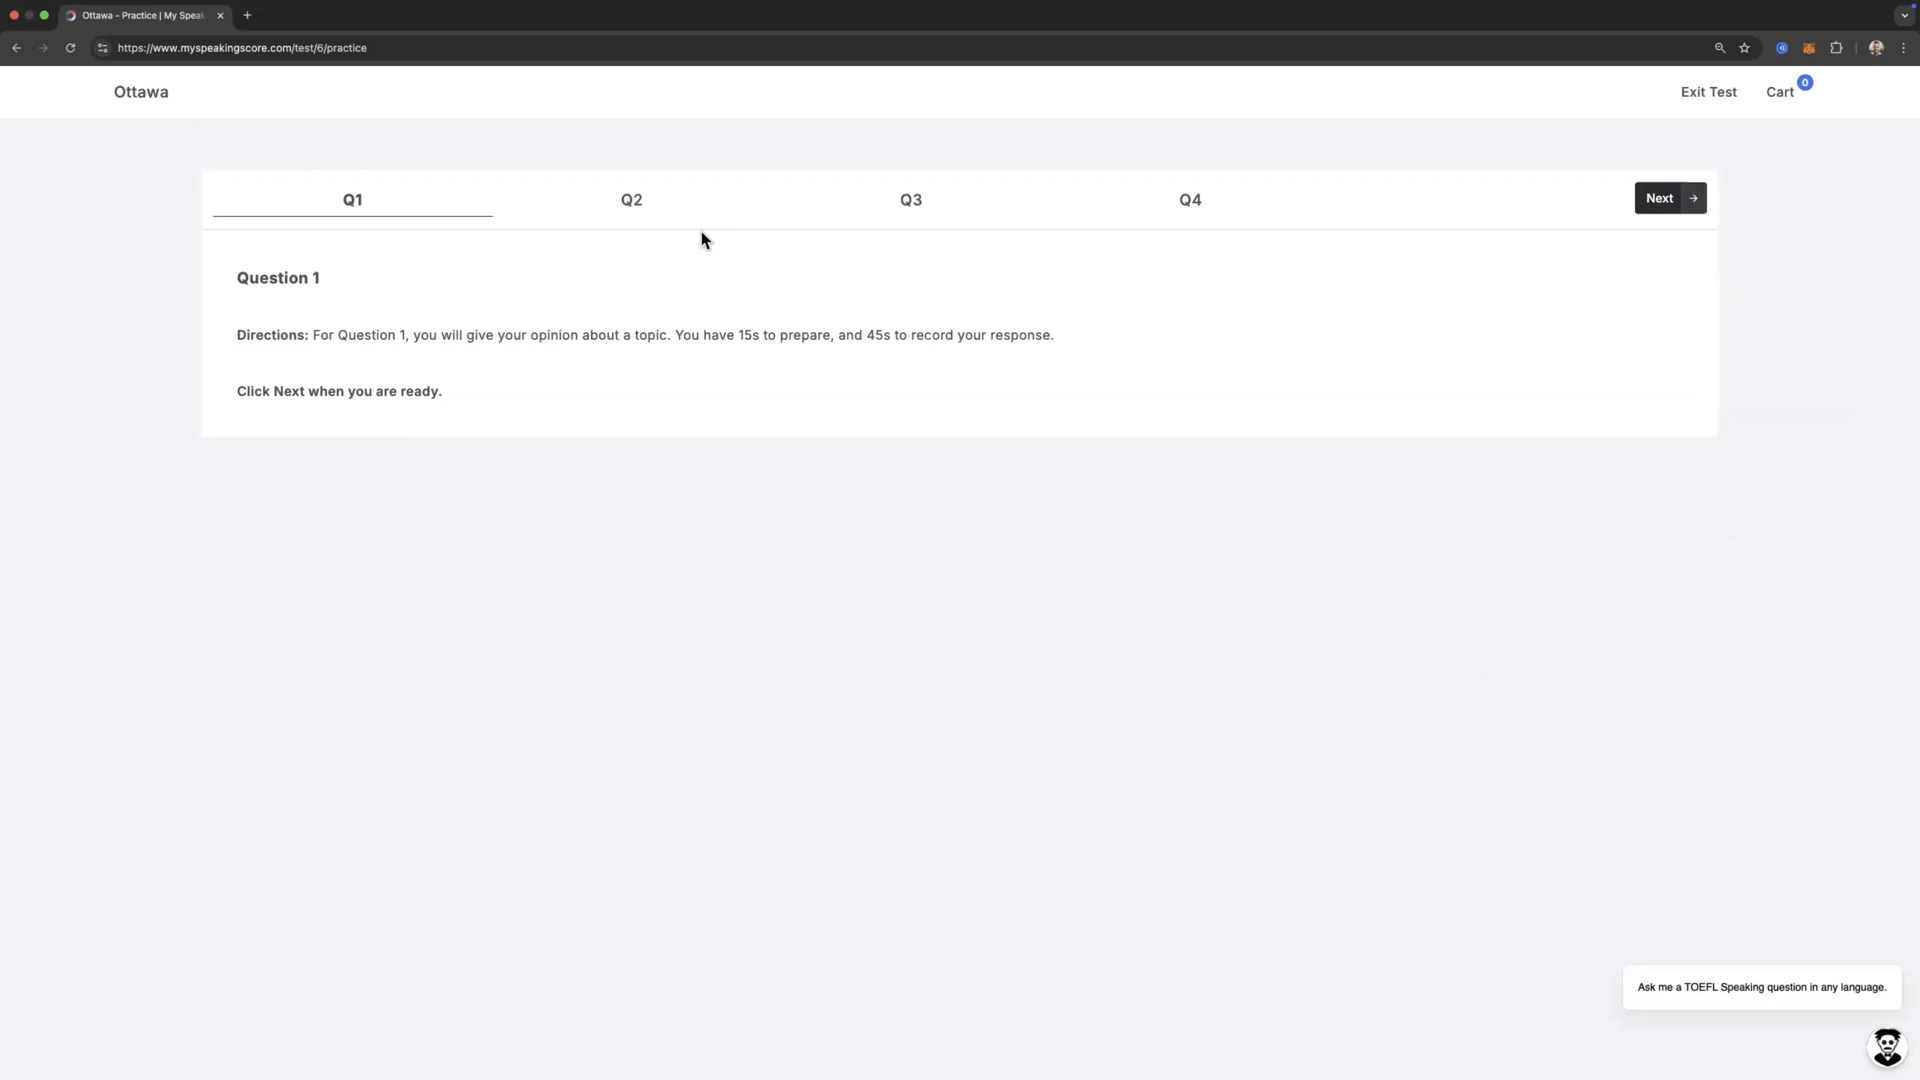 Ottawa - Practice | My Speak
https://www.myspeakingscore.com/test/6/practice
Ottawa
Exit Test
Cart
0
Q1
Q2
Q3
Q4
Next
Question 1
Directions: For Question 1, you will give your opinion about a topic. You have 15s to prepare, and 45s to record your response.
Click Next when you are ready.
Ask me a TOEFL Speaking question in any language.